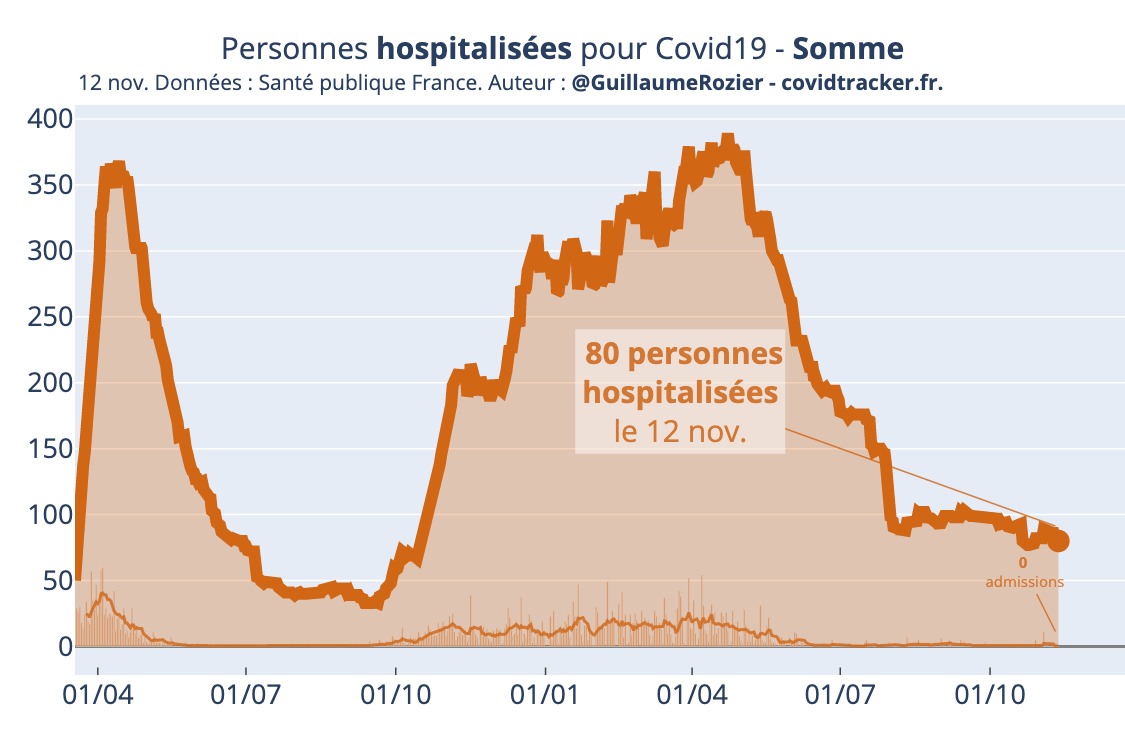 Personnes hospitalisées pour Covid19 - Somme
12 nov. Données : Santé publique France. Auteur : @GuillaumeRozier - covidtracker.fr.
400
350
300
250
200
150
100
50
0
80 personnes
hospitalisées
le 12 nov.
0
admissions
01/04
01/07
01/10
01/01
01/04
01/07
01/10